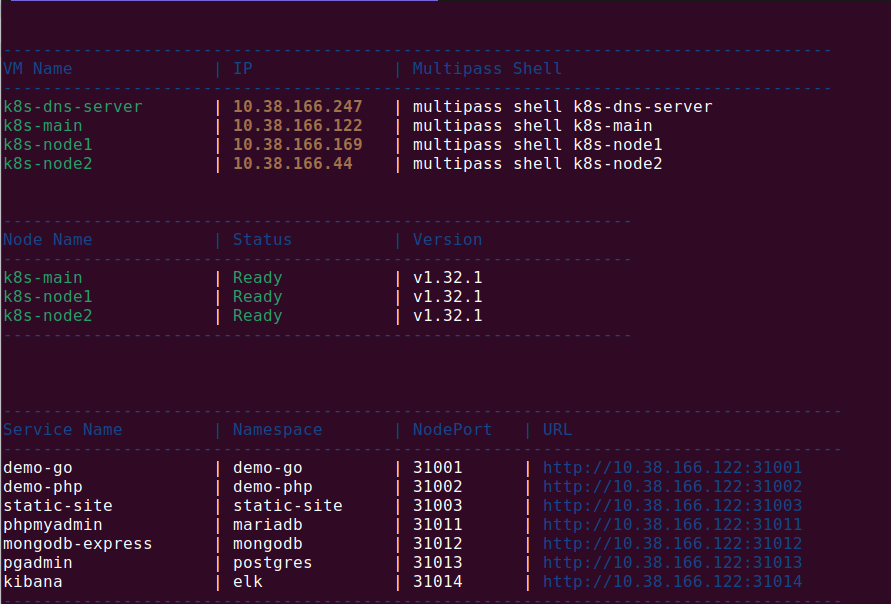 -----------------------------------------------------------------------------------
VM Name              | IP              | Multipass Shell
-----------------------------------------------------------------------------------
k8s-dns-server       | 10.38.166.247   | multipass shell k8s-dns-server
k8s-main             | 10.38.166.122   | multipass shell k8s-main
k8s-node1            | 10.38.166.169   | multipass shell k8s-node1
k8s-node2            | 10.38.166.44    | multipass shell k8s-node2
---------------------------------------------------------------
Node Name            | Status          | Version
---------------------------------------------------------------
k8s-main             | Ready           | v1.32.1
k8s-node1            | Ready           | v1.32.1
k8s-node2            | Ready           | v1.32.1
---------------------------------------------------------------
------------------------------------------------------------------------------------
Service Name         | Namespace       | NodePort   | URL
------------------------------------------------------------------------------------
demo-go              | demo-go         | 31001      | http://10.38.166.122:31001
demo-php             | demo-php        | 31002      | http://10.38.166.122:31002
static-site          | static-site     | 31003      | http://10.38.166.122:31003
phpmyadmin           | mariadb         | 31011      | http://10.38.166.122:31011
mongodb-express      | mongodb         | 31012      | http://10.38.166.122:31012
pgadmin              | postgres        | 31013      | http://10.38.166.122:31013
kibana               | elk             | 31014      | http://10.38.166.122:31014
------------------------------------------------------------------------------------